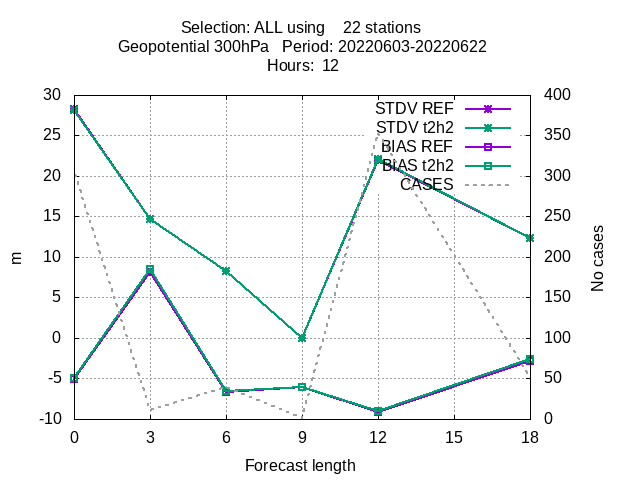 Selection: ALL using    22 stations
Geopotential 300hPa   Period: 20220603-20220622
Hours:  12
30
25
20
15
10
5
0
-5
-10
m
400
350
300
250
200
150
100
50
0
No cases
STDV REF
STDV t2h2
BIAS REF
BIAS t2h2
CASES
0
3
6
9
12
15
18
Forecast length